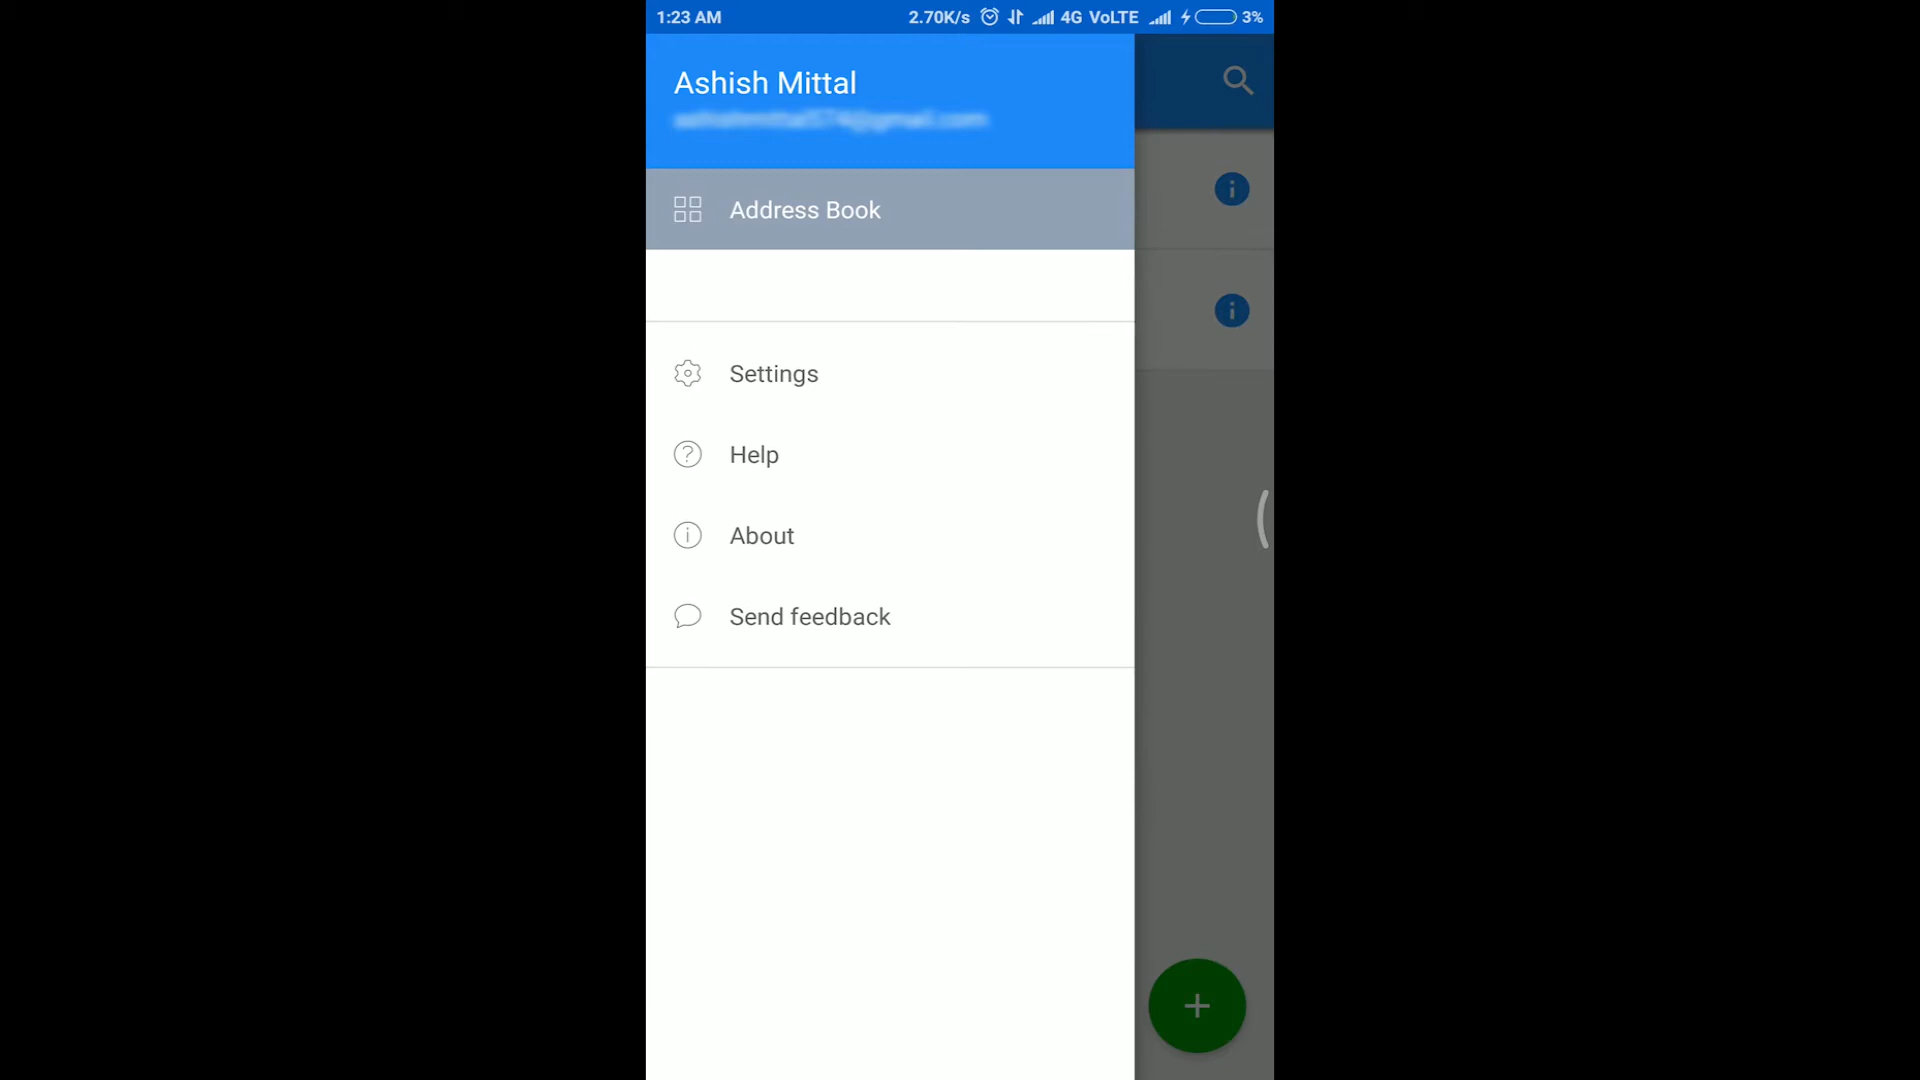 1:23 AM 2.70K/s 4G VoLTE 3%
Ashish Mittal
Address Book
Settings
Help
About
Send feedback